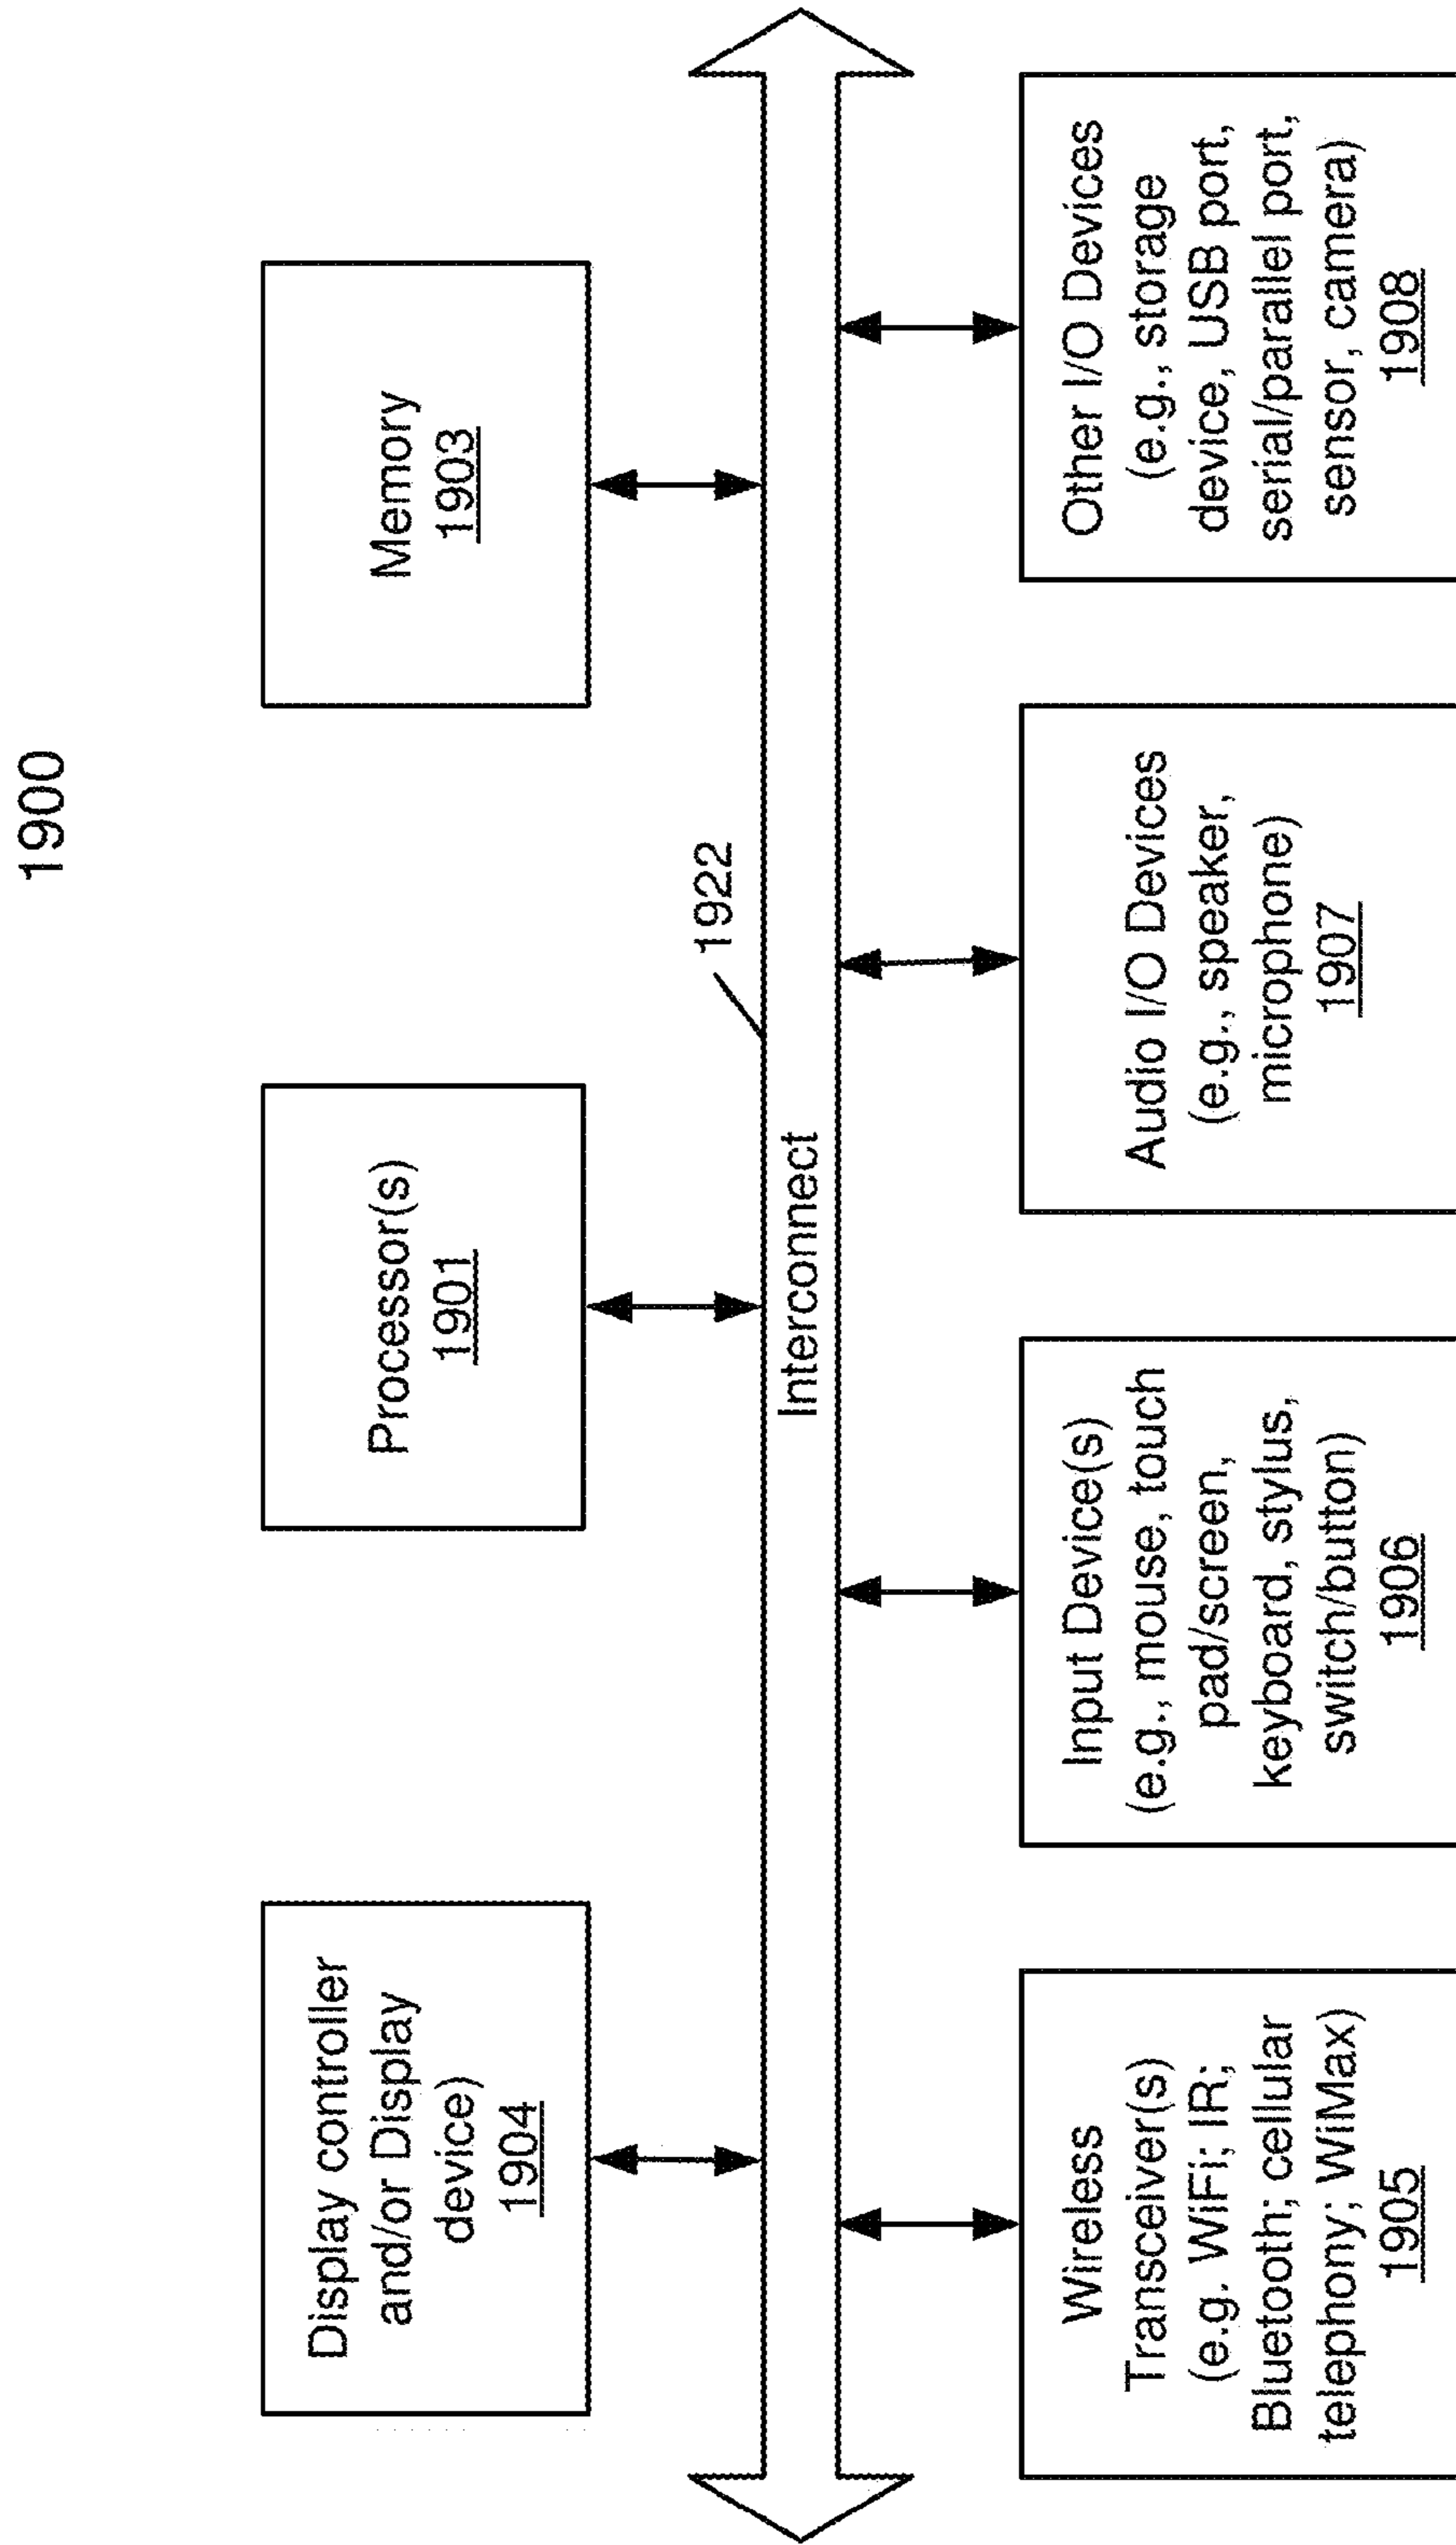 1900
Display controller
and/or Display
device)
1904
Processor(s)
1901
Memory
1903
1922
Interconnect
Wireless
Transceiver(s)
(e.g. WiFi; IR;
Bluetooth; cellular
telephony; WiMax)
1905
Input Device(s)
(e.g., mouse, touch
pad/screen,
keyboard, stylus,
switch/button)
1906
Audio I/O Devices
(e.g., speaker,
microphone)
1907
Other I/O Devices
(e.g., storage
device, USB port,
serial/parallel port,
sensor, camera)
1908